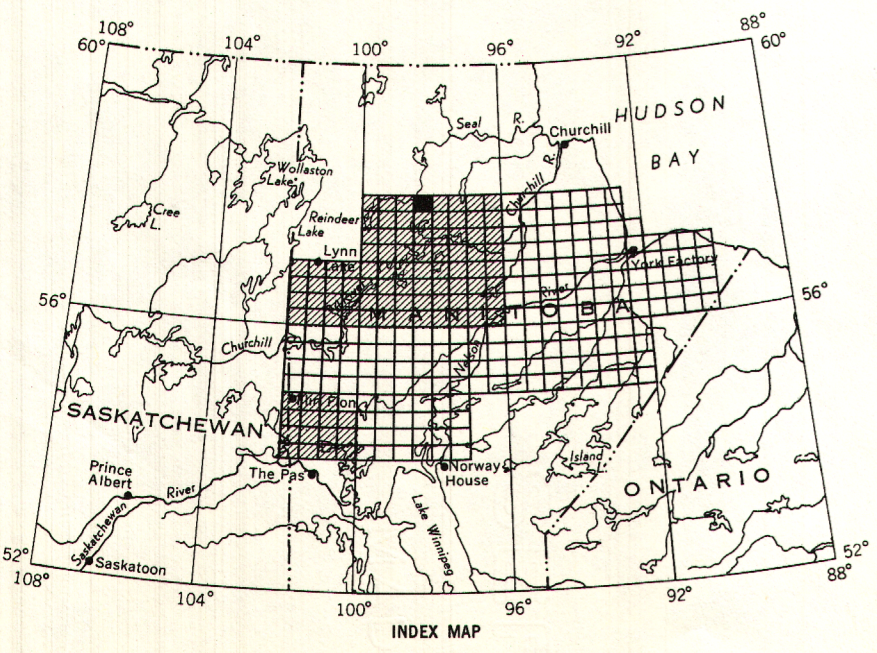 108°
60°
104°
100°
96°
92°
88°
60°
HUDSON
BAY
Seal R.
Churchill
Churchill R.
Wollaston
Lake
Cree
L.
Reindeer
Lake
Lynn
Lake
York Factory
River
MANITOBA
56°
56°
Churchill
Nelson
Flin Flon
SASKATCHEWAN
Prince
Albert
River
The Pas
Norway
House
Island
L.
ONTARIO
Saskatchewan
Lake Winnipeg
Saskatoon
52°
108°
104°
100°
96°
92°
52°
88°
INDEX MAP